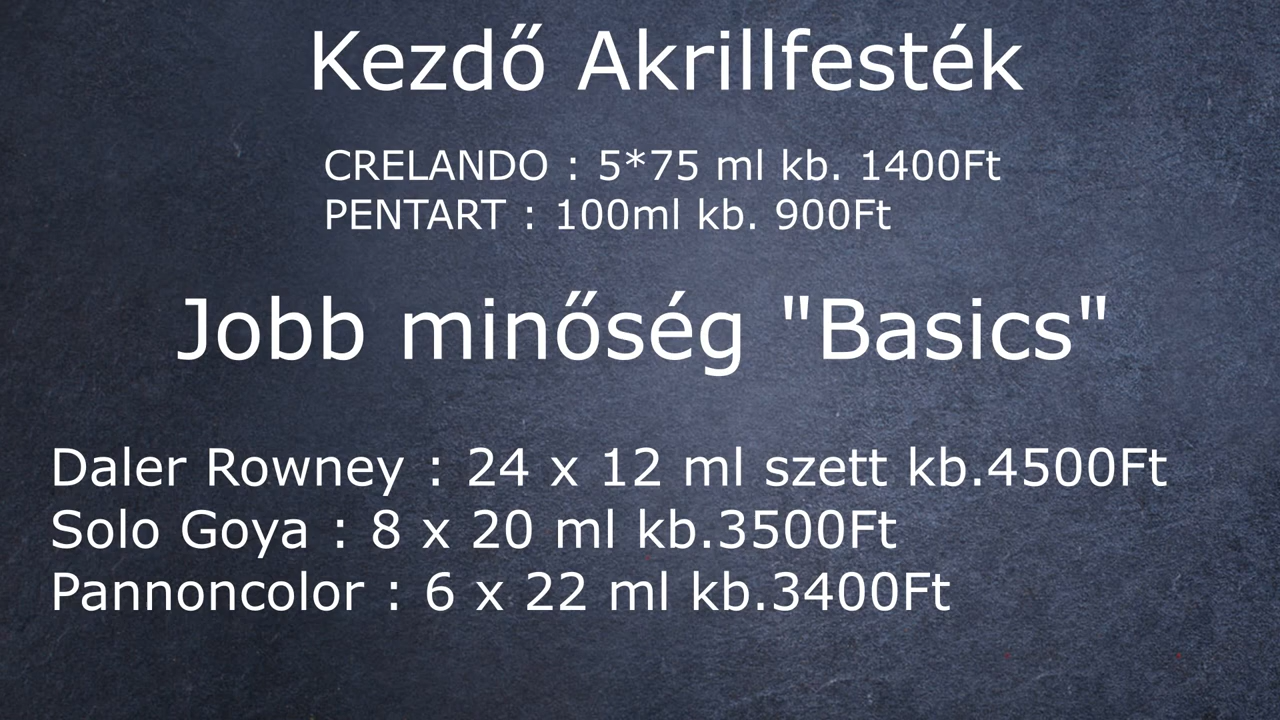 Kezdő Akrillfesték
CRELANDO : 5*75 ml kb. 1400Ft
PENTART : 100ml kb. 900Ft
Jobb minőség "Basics"
Daler Rowney : 24 x 12 ml szett kb.4500Ft
Solo Goya : 8 x 20 ml kb.3500Ft
Pannoncolor : 6 x 22 ml kb.3400Ft